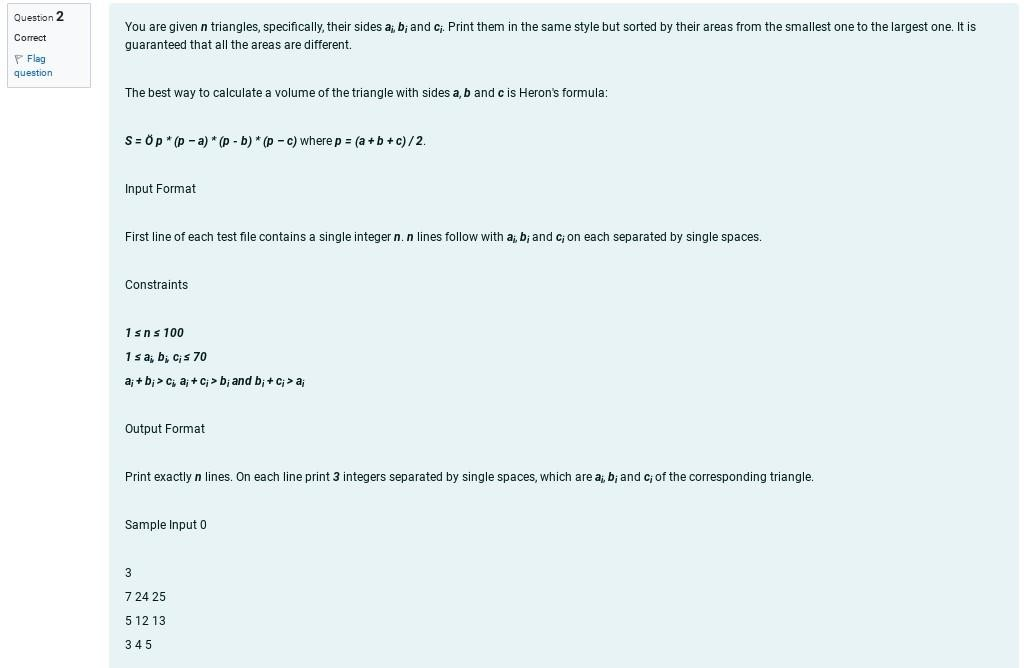 Question 2
Correct
Flag
question
You are given n triangles, specifically, their sides ai, bi and ci. Print them in the same style but sorted by their areas from the smallest one to the largest one. It is
guaranteed that all the areas are different.
The best way to calculate a volume of the triangle with sides a, b and c is Heron's formula:
S = Ö p * (p – a) * (p - b) * (p – c) where p = (a + b + c) / 2.
Input Format
First line of each test file contains a single integer n. n lines follow with ai, bi and ci on each separated by single spaces.
Constraints
1 ≤ n ≤ 100
1 ≤ ai, bi, ci ≤ 70
ai + bi > ci, ai + ci > bi and bi + ci > ai
Output Format
Print exactly n lines. On each line print 3 integers separated by single spaces, which are ai, bi and ci of the corresponding triangle.
Sample Input 0
3
7 24 25
5 12 13
3 4 5